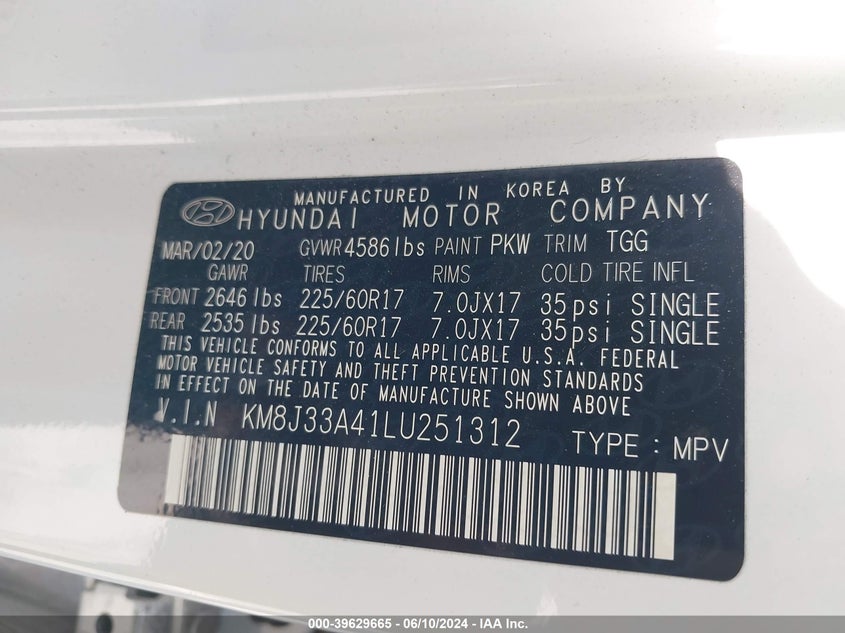 MANUFACTURED IN KOREA BY
HYUNDAI MOTOR COMPANY
MAR/02/20 GVWR 4586 lbs PAINT PKW TRIM TGG
GAWR TIRES RIMS COLD TIRE INFL
FRONT 2646 lbs 225/60R17 7.0JX17 35psi SINGLE
REAR 2535 lbs 225/60R17 7.0JX17 35psi SINGLE
THIS VEHICLE CONFORMS TO ALL APPLICABLE U.S.A. FEDERAL
MOTOR VEHICLE SAFETY AND THEFT PREVENTION STANDARDS
IN EFFECT ON THE DATE OF MANUFACTURE SHOWN ABOVE
V.I.N KM8J33A41LU251312 TYPE : MPV
000-39629665 - 06/10/2024 - IAA Inc.